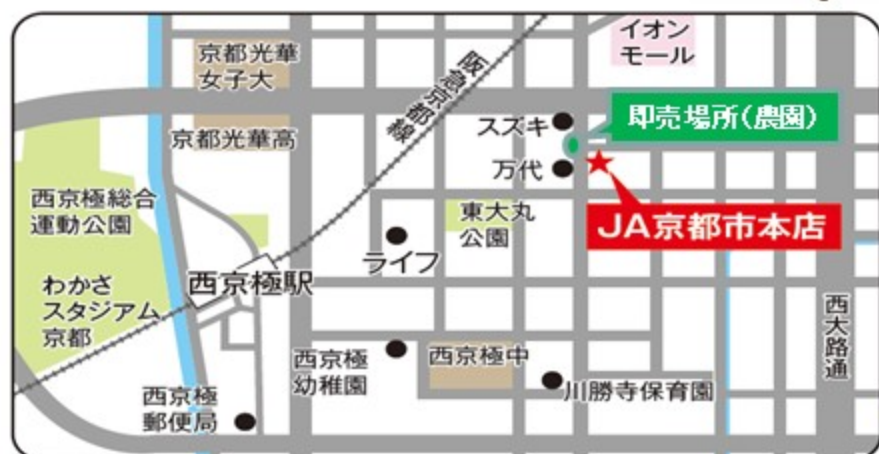 イオン
モール
京都光華
女子大
阪急京都線
即売場所(農園)
スズキ
京都光華高
万代
西京極総合
運動公園
東大丸
公園
JA京都市本店
ライフ
西京極駅
わかさ
スタジアム
京都
西大路通
西京極
幼稚園
西京極中
川勝寺保育園
西京極
郵便局